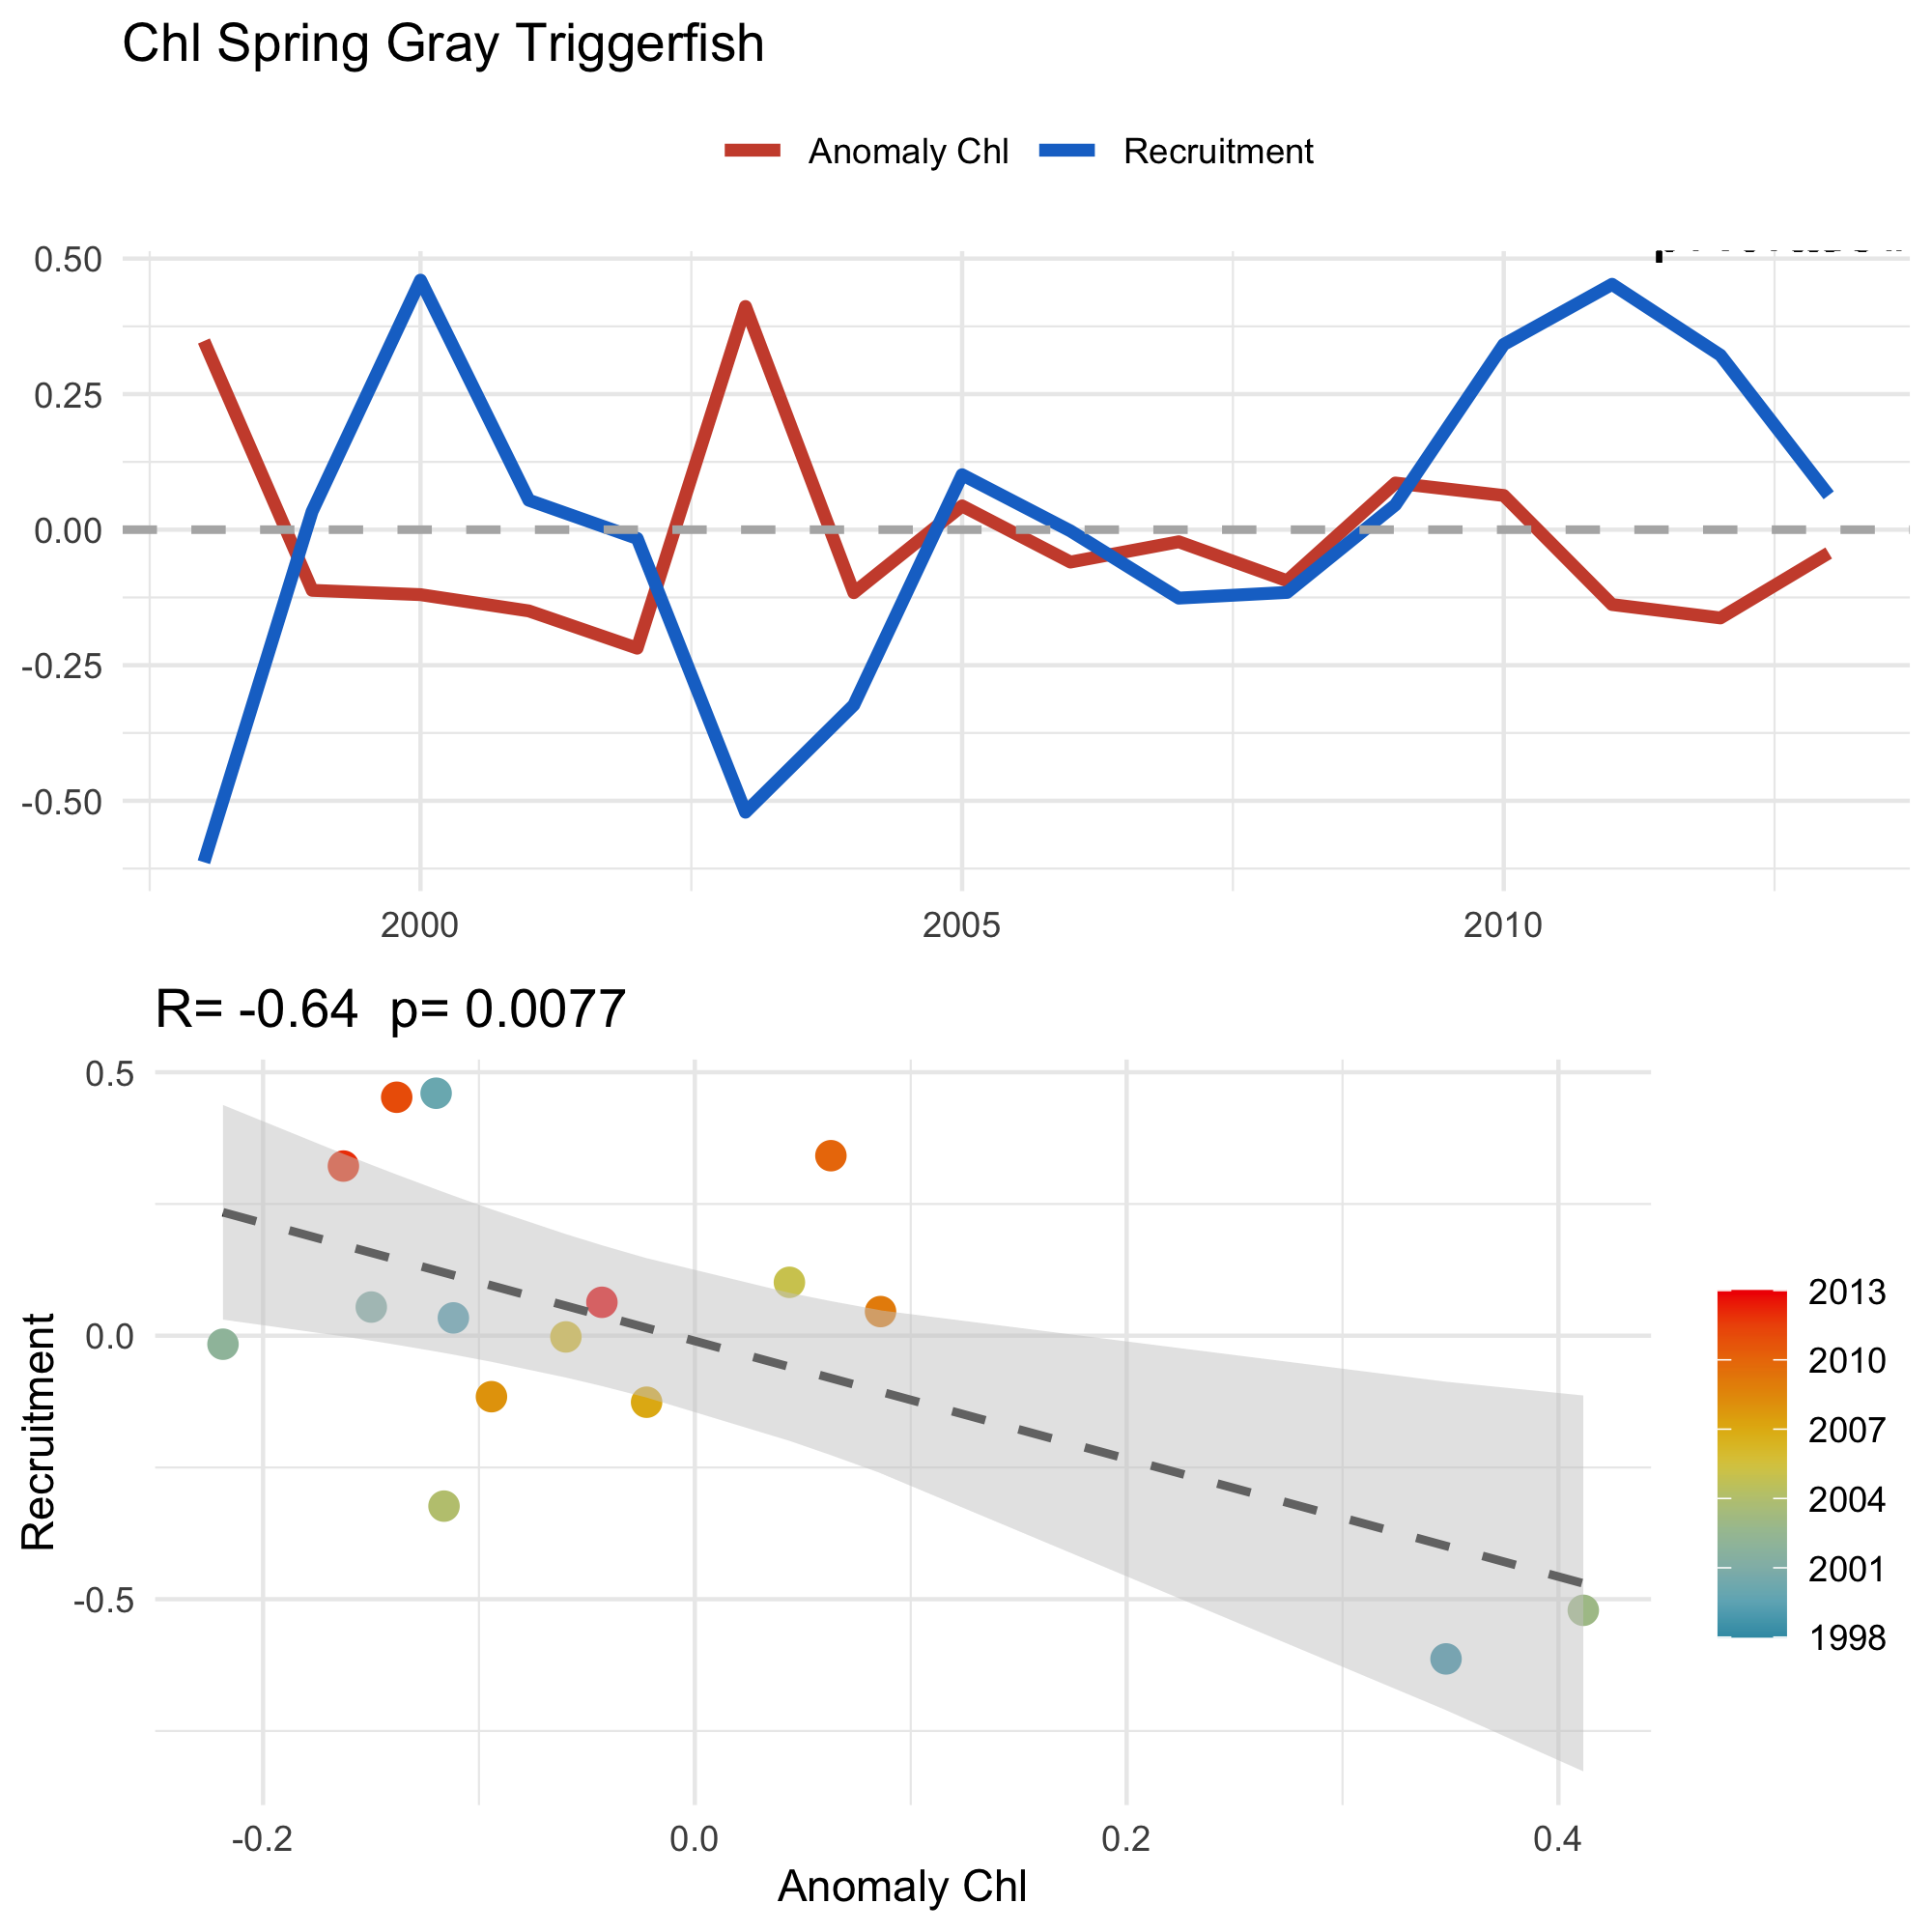 Chl Spring Gray Triggerfish
Anomaly Chl Recruitment
0.50
0.25
0.00
-0.25
-0.50
2000 2005 2010
R= -0.64 p= 0.0077
0.5
0.0
-0.5
Recruitment
-0.2 0.0 0.2 0.4
Anomaly Chl
2013
2010
2007
2004
2001
1998